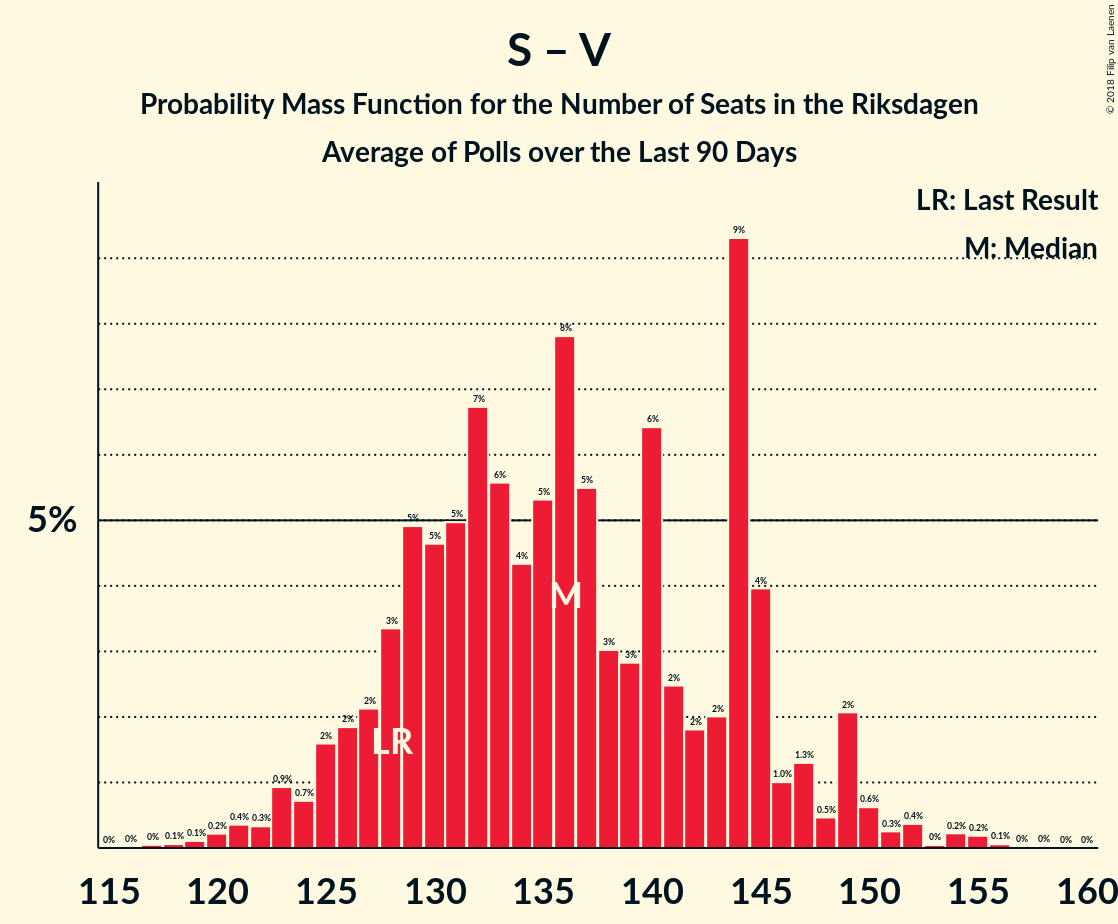 S – V
Probability Mass Function for the Number of Seats in the Riksdagen
Average of Polls over the Last 90 Days
© 2018 Filip van Laenen
LR: Last Result
M: Median
5%
0% 0% 0% 0.1% 0.1% 0.2% 0.4% 0.3% 0.9% 0.7% 2% 2% 2% 3% 5% 5% 5% 7% 6% 4% 5% 8% 5% 3% 3% 6% 2% 2% 2% 9% 4% 1.0% 1.3% 0.5% 2% 0.6% 0.3% 0.4% 0% 0.2% 0.2% 0.1% 0% 0% 0% 0%
LR
M
115 120 125 130 135 140 145 150 155 160